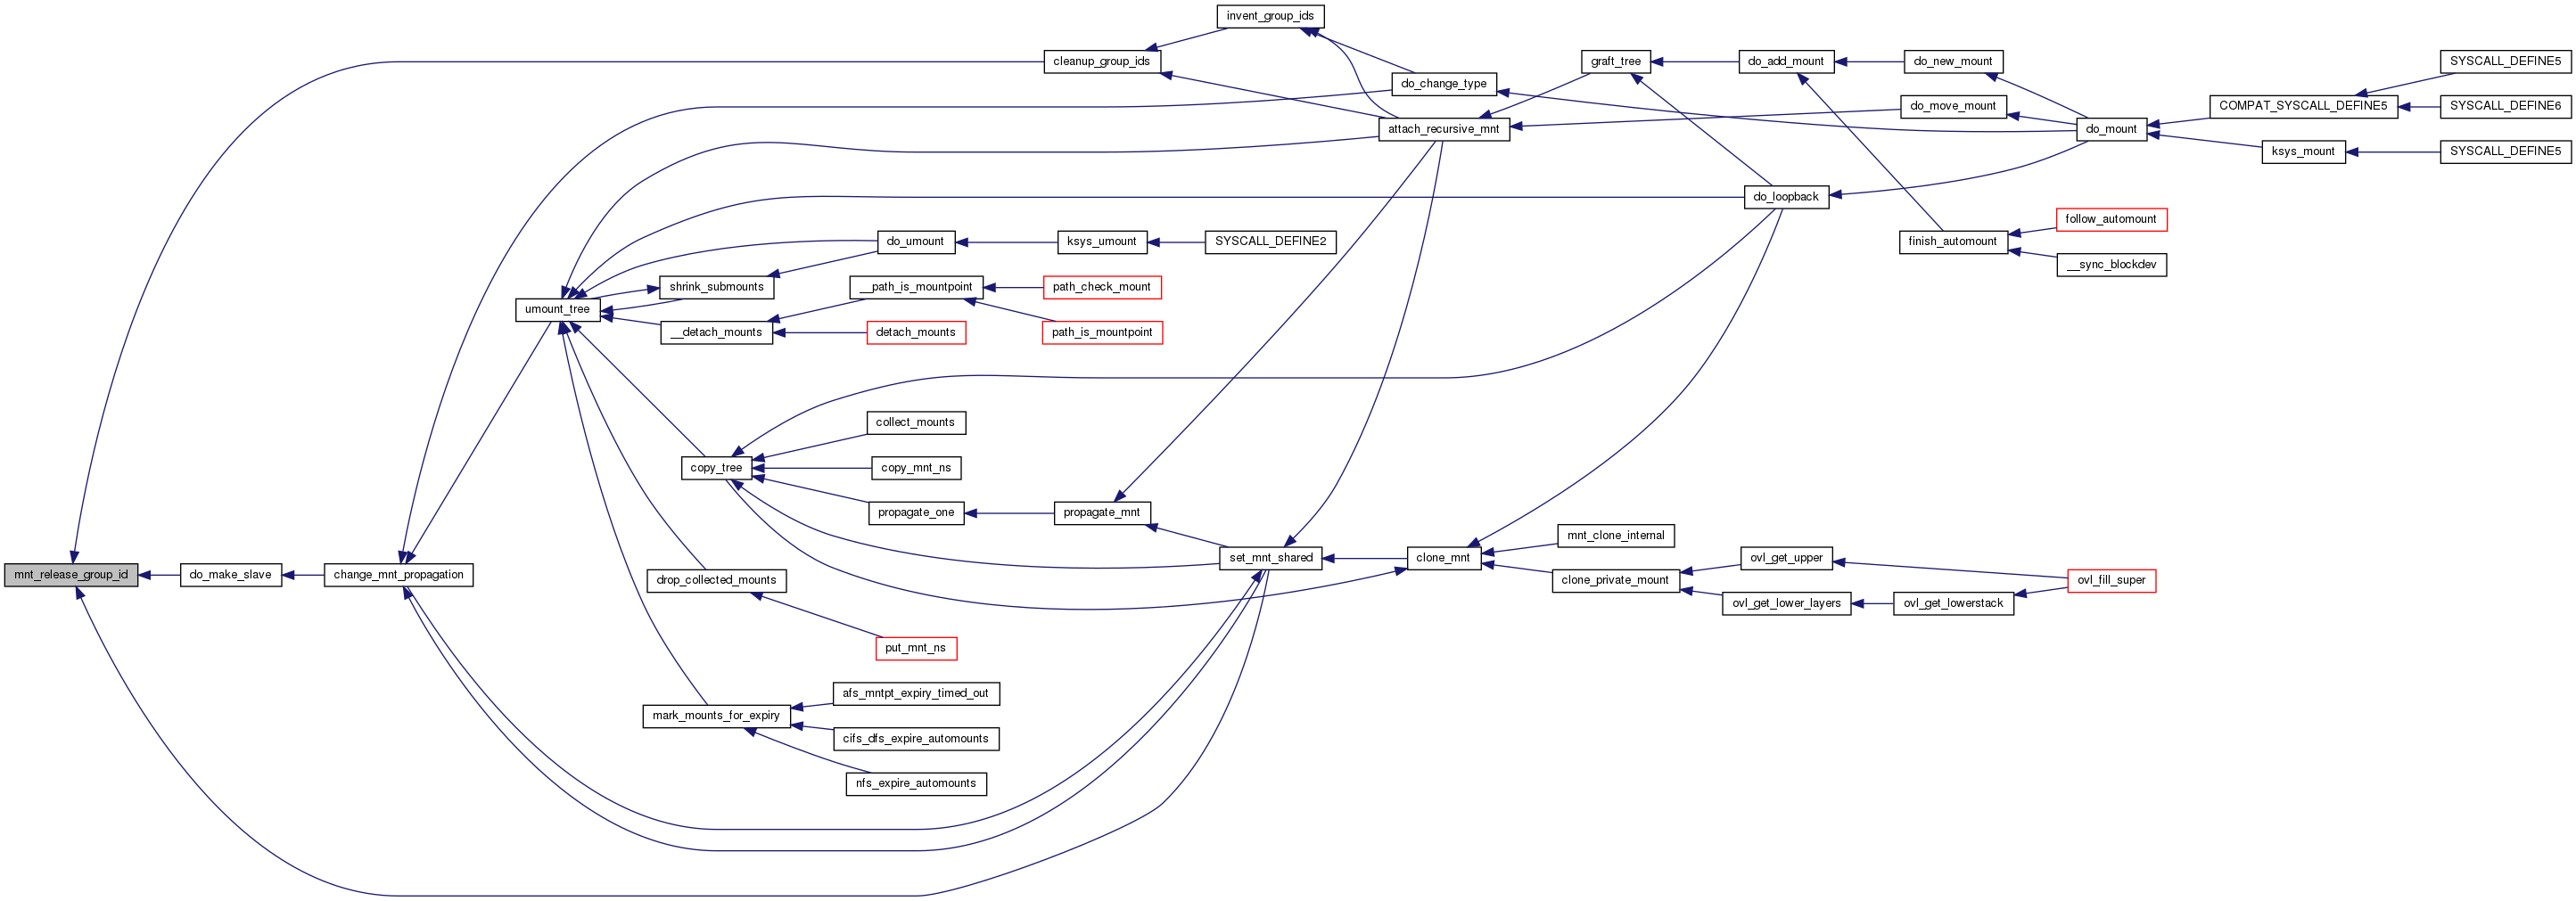 invent_group_ids
cleanup_group_ids
graft_tree
do_add_mount
do_new_mount
SYSCALL_DEFINE5
do_change_type
do_move_mount
COMPAT_SYSCALL_DEFINE5
SYSCALL_DEFINE6
attach_recursive_mnt
do_mount
ksys_mount
SYSCALL_DEFINE5
do_loopback
follow_automount
do_umount
ksys_umount
SYSCALL_DEFINE2
finish_automount
__sync_blockdev
shrink_submounts
__path_is_mountpoint
path_check_mount
umount_tree
__detach_mounts
detach_mounts
path_is_mountpoint
collect_mounts
copy_tree
copy_mnt_ns
propagate_one
propagate_mnt
mnt_clone_internal
set_mnt_shared
clone_mnt
ovl_get_upper
mnt_release_group_id
do_make_slave
change_mnt_propagation
drop_collected_mounts
clone_private_mount
ovl_fill_super
ovl_get_lower_layers
ovl_get_lowerstack
put_mnt_ns
afs_mntpt_expiry_timed_out
mark_mounts_for_expiry
cifs_dfs_expire_automounts
nfs_expire_automounts